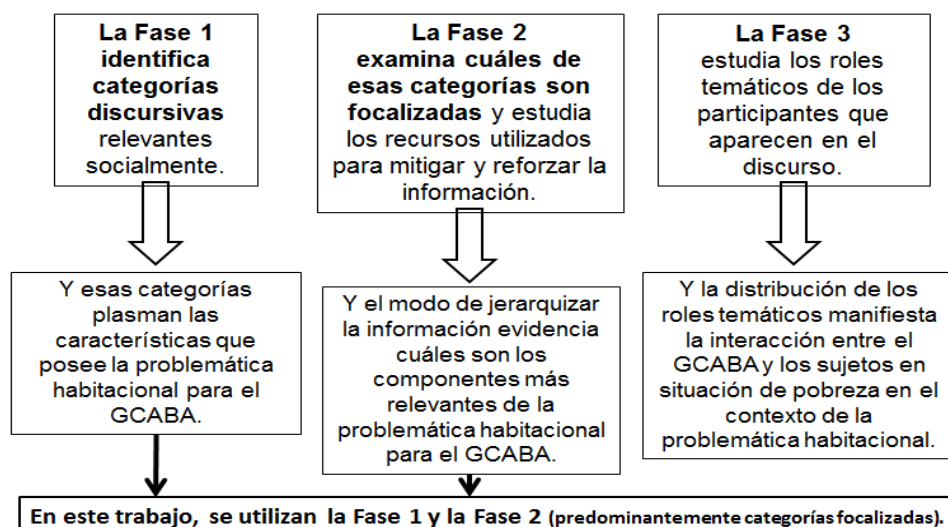 La Fase 1
identifica
categorías
discursivas
relevantes
socialmente.
La Fase 2
examina cuáles de
esas categorías son
focalizadas y estudia
los recursos utilizados
para mitigar y reforzar la
información.
La Fase 3
estudia los roles
temáticos de los
participantes que
aparecen en el
discurso.
Y esas categorías
plasman las
características que
posee la problemática
habitacional para el
GCABA.
Y el modo de jerarquizar
la información evidencia
cuáles son los
componentes más
relevantes de la
problemática habitacional
para el GCABA.
Y la distribución de los
roles temáticos manifiesta
la interacción entre el
GCABA y los sujetos en
situación de pobreza en el
contexto de la
problemática habitacional.
En este trabajo, se utilizan la Fase 1 y la Fase 2 (predominantemente categorías focalizadas).